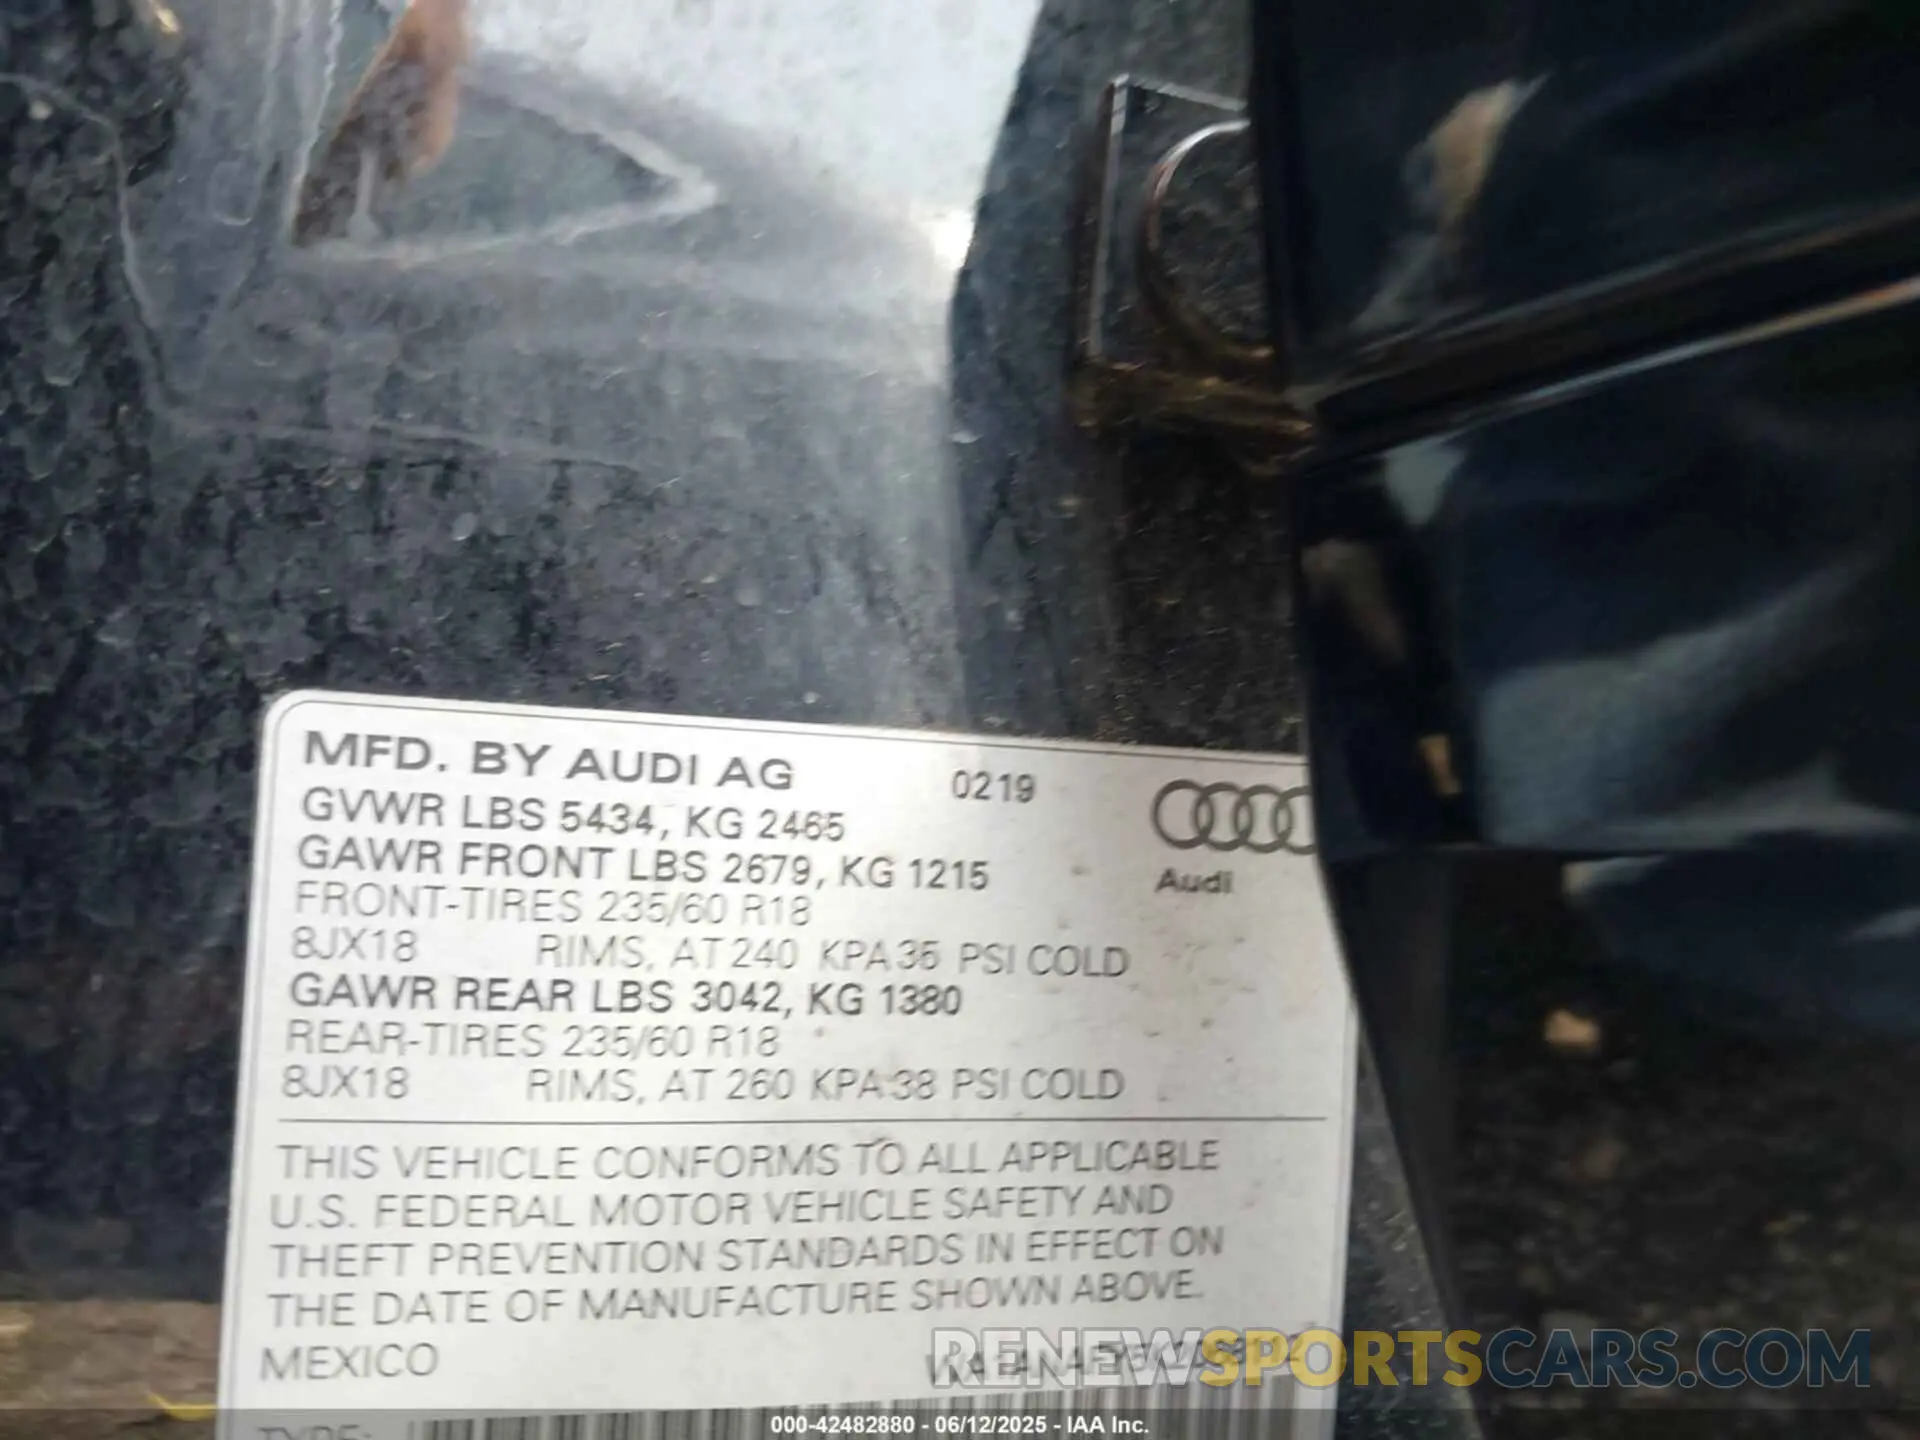 MFD. BY AUDI AG 0219
GVWR LBS 5434, KG 2465
GAWR FRONT LBS 2679, KG 1215
Audi
FRONT-TIRES 235/60 R18
8JX18 RIMS, AT 240 KPA 35 PSI COLD
GAWR REAR LBS 3042, KG 1380
REAR-TIRES 235/60 R18
8JX18 RIMS, AT 260 KPA 38 PSI COLD
THIS VEHICLE CONFORMS TO ALL APPLICABLE
U.S. FEDERAL MOTOR VEHICLE SAFETY AND
THEFT PREVENTION STANDARDS IN EFFECT ON
THE DATE OF MANUFACTURE SHOWN ABOVE.
MEXICO
RENEWSPORTSCARS.COM
TYPE:
000-42482880 - 06/12/2025 - IAA Inc.